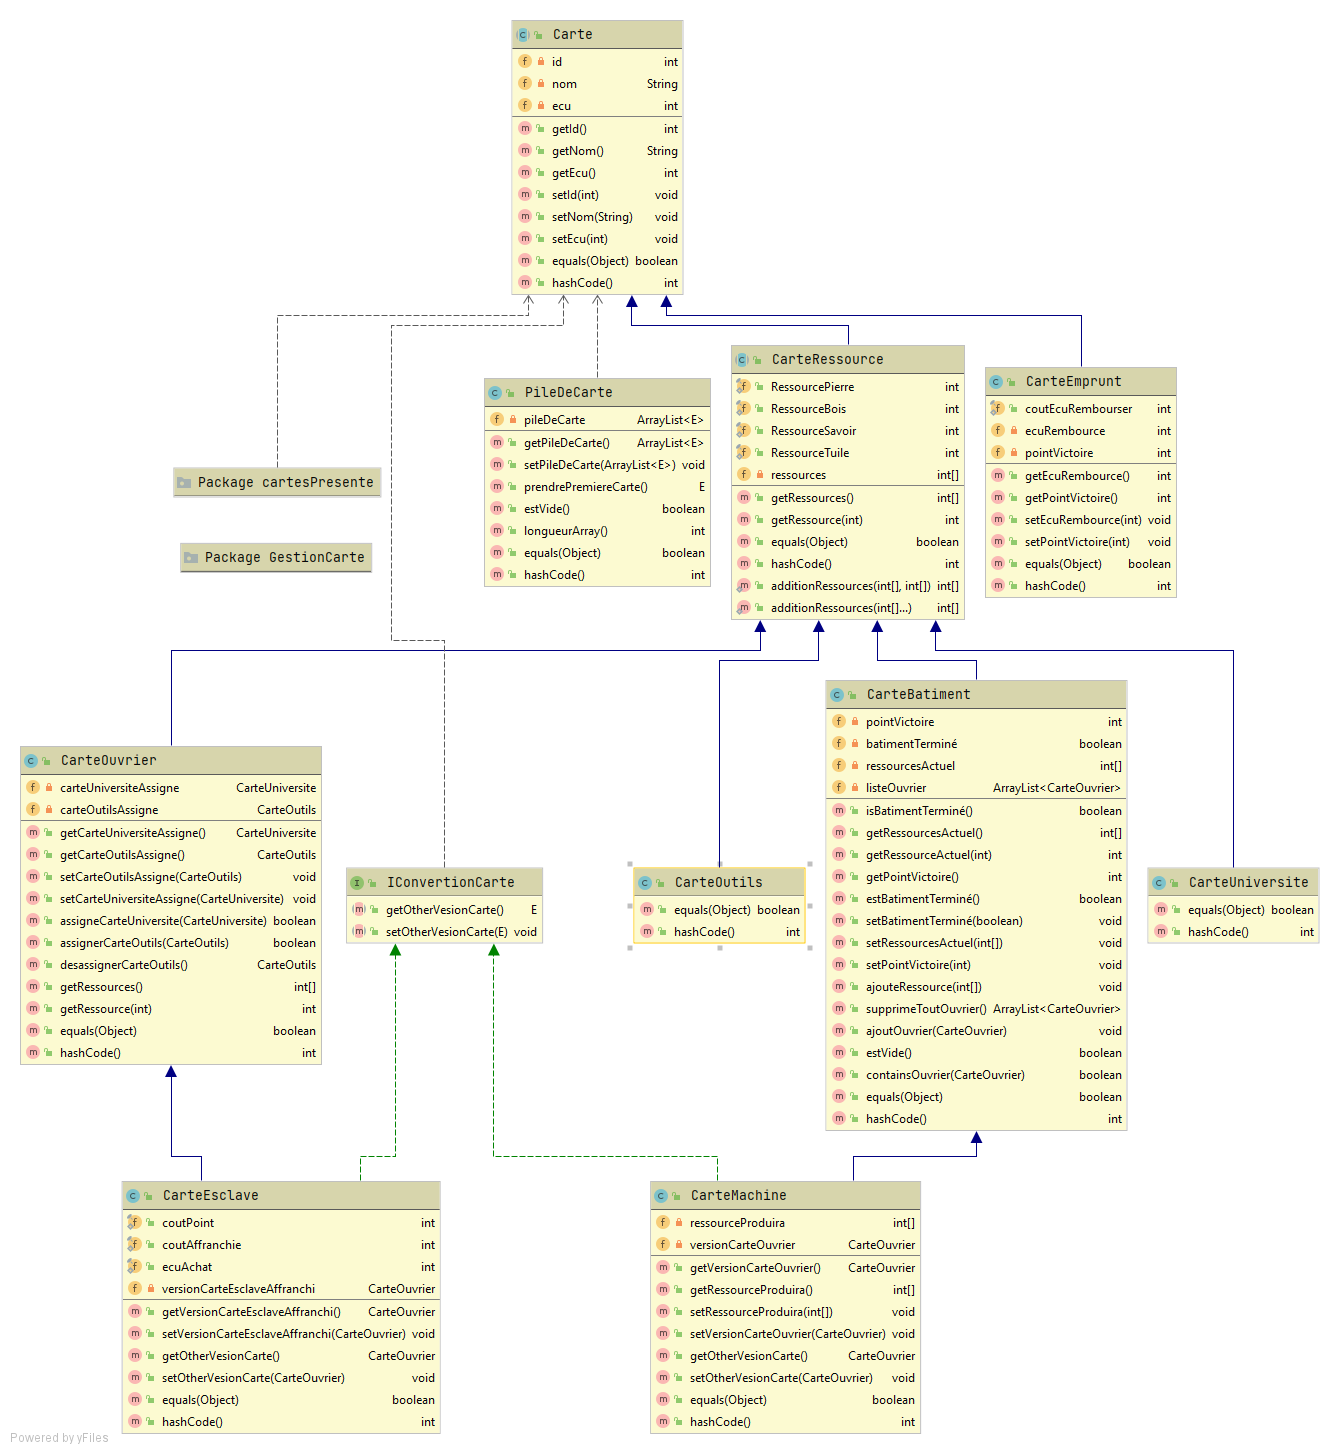 Carte
id int
nom String
ecu int
getId() int
getNom() String
getEcu() int
setId(int) void
setNom(String) void
setEcu(int) void
equals(Object) boolean
hashCode() int
CarteRessource
RessourcePierre int
RessourceBois int
RessourceSavoir int
RessourceTuile int
ressources int[]
getRessources() int[]
getRessource(int) int
equals(Object) boolean
hashCode() int
additionRessources(int[], int[]) int[]
additionRessources(int[]...) int[]
CarteEmprunt
coutEcuRembourser int
ecuRembource int
pointVictoire int
getEcuRembource() int
getPointVictoire() int
setEcuRembource(int) void
setPointVictoire(int) void
equals(Object) boolean
hashCode() int
PileDeCarte
pileDeCarte ArrayList<E>
getPileDeCarte() ArrayList<E>
setPileDeCarte(ArrayList<E>) void
prendrePremiereCarte() E
estVide() boolean
longueurArray() int
equals(Object) boolean
hashCode() int
Package cartesPresente
Package GestionCarte
CarteBatiment
pointVictoire int
batimentTerminé boolean
ressourcesActuel int[]
listeOuvrier ArrayList<CarteOuvrier>
isBatimentTerminé() boolean
getRessourcesActuel() int[]
getRessourceActuel(int) int
getPointVictoire() int
estBatimentTerminé() boolean
setBatimentTerminé(boolean) void
setRessourcesActuel(int[]) void
setPointVictoire(int) void
ajouteRessource(int[]) void
supprimeToutOuvrier() ArrayList<CarteOuvrier>
ajoutOuvrier(CarteOuvrier) void
estVide() boolean
containsOuvrier(CarteOuvrier) boolean
equals(Object) boolean
hashCode() int
CarteOuvrier
carteUniversiteAssigne CarteUniversite
carteOutilsAssigne CarteOutils
getCarteUniversiteAssigne() CarteUniversite
getCarteOutilsAssigne() CarteOutils
setCarteOutilsAssigne(CarteOutils) void
setCarteUniversiteAssigne(CarteUniversite) void
assigneCarteUniversite(CarteUniversite) boolean
assignerCarteOutils(CarteOutils) boolean
desassignerCarteOutils() CarteOutils
getRessources() int[]
getRessource(int) int
equals(Object) boolean
hashCode() int
IConvertionCarte
getOtherVesionCarte() E
setOtherVesionCarte(E) void
CarteOutils
equals(Object) boolean
hashCode() int
CarteUniversite
equals(Object) boolean
hashCode() int
CarteEsclave
coutPoint int
coutAffranchie int
ecuAchat int
versionCarteEsclaveAffranchi CarteOuvrier
getVersionCarteEsclaveAffranchi() CarteOuvrier
setVersionCarteEsclaveAffranchi(CarteOuvrier) void
getOtherVesionCarte() CarteOuvrier
setOtherVesionCarte(CarteOuvrier) void
equals(Object) boolean
hashCode() int
CarteMachine
ressourceProduira int[]
versionCarteOuvrier CarteOuvrier
getVersionCarteOuvrier() CarteOuvrier
getRessourceProduira() int[]
setRessourceProduira(int[]) void
setVersionCarteOuvrier(CarteOuvrier) void
getOtherVesionCarte() CarteOuvrier
setOtherVesionCarte(CarteOuvrier) void
equals(Object) boolean
hashCode() int
Powered by yFiles